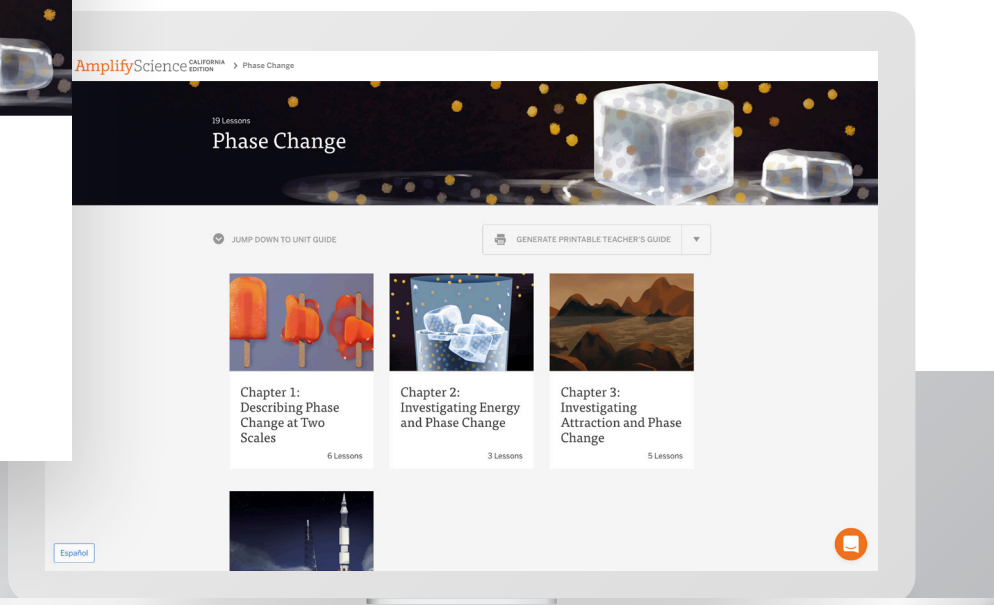 AmplifyScience CALIFORNIA EDITION > Phase Change
19 Lessons
Phase Change
JUMP DOWN TO UNIT GUIDE
GENERATE PRINTABLE TEACHER'S GUIDE
Chapter 1:
Describing Phase
Change at Two
Scales
6 Lessons
Chapter 2:
Investigating Energy
and Phase Change
3 Lessons
Chapter 3:
Investigating
Attraction and Phase
Change
5 Lessons
Español